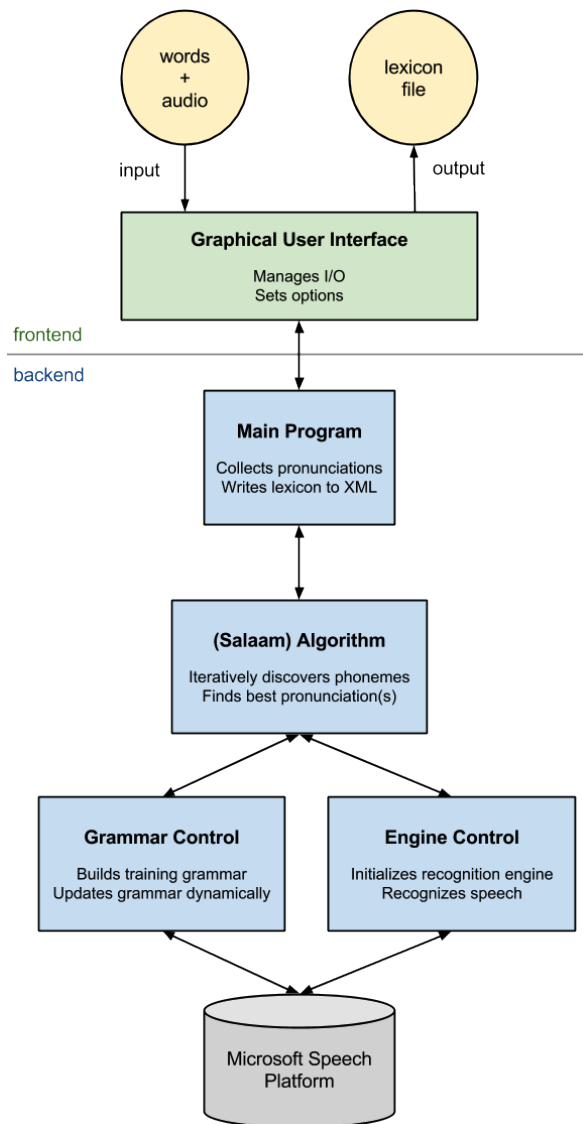 words
+
audio
lexicon
file
input
output
Graphical User Interface
Manages I/O
Sets options
frontend
backend
Main Program
Collects pronunciations
Writes lexicon to XML
(Salaam) Algorithm
Iteratively discovers phonemes
Finds best pronunciation(s)
Grammar Control
Builds training grammar
Updates grammar dynamically
Engine Control
Initializes recognition engine
Recognizes speech
Microsoft Speech
Platform